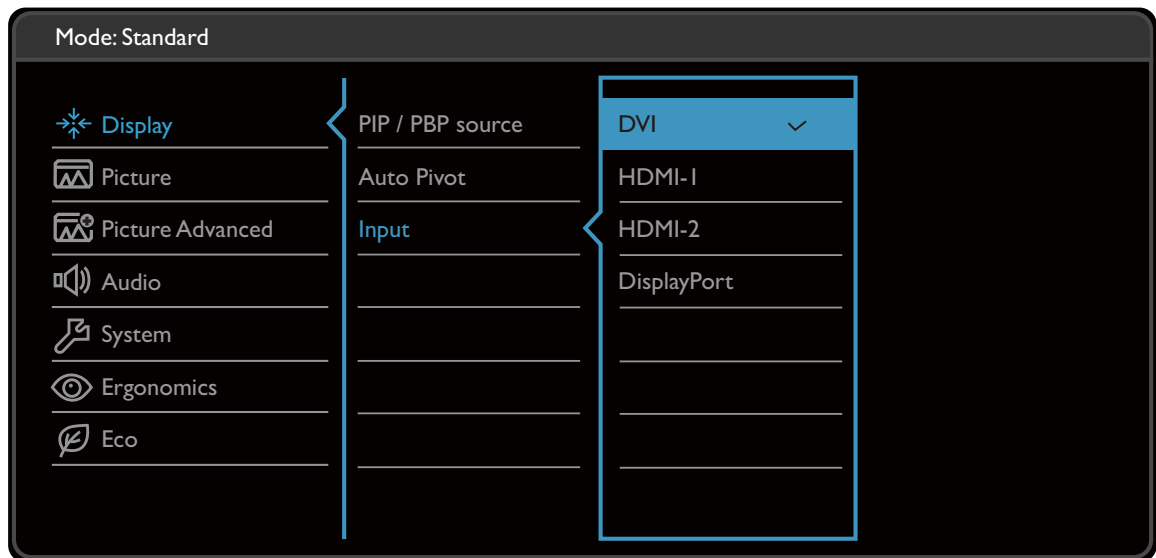 Mode: Standard
Display
Picture
Picture Advanced
Audio
System
Ergonomics
Eco
PIP / PBP source
Auto Pivot
Input
DVI
HDMI-1
HDMI-2
DisplayPort